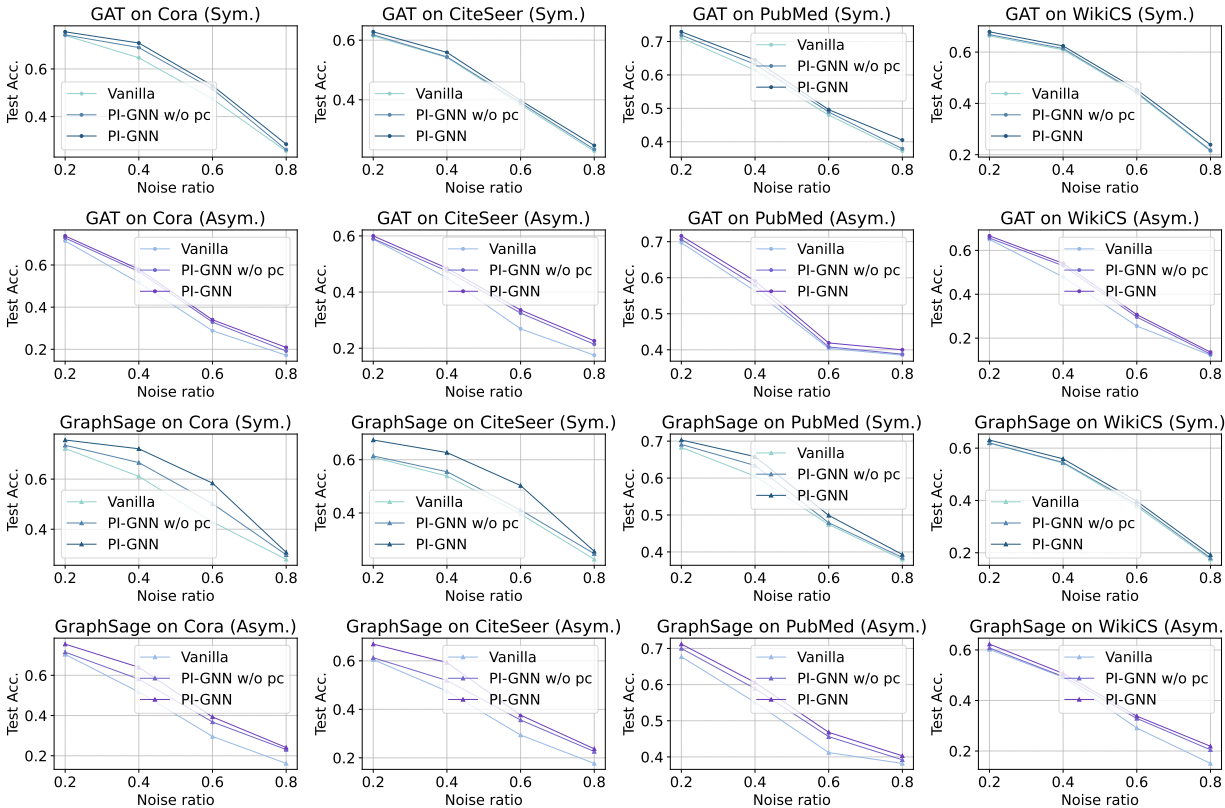 GAT on Cora (Sym.)
Test Acc.
0.6
0.4
Vanilla
PI-GNN w/o pc
PI-GNN
0.2 0.4 0.6 0.8
Noise ratio
GAT on CiteSeer (Sym.)
Test Acc.
0.6
0.4
Vanilla
PI-GNN w/o pc
PI-GNN
0.2 0.4 0.6 0.8
Noise ratio
GAT on PubMed (Sym.)
Test Acc.
0.7
0.6
0.5
0.4
Vanilla
PI-GNN w/o pc
PI-GNN
0.2 0.4 0.6 0.8
Noise ratio
GAT on WikiCS (Sym.)
Test Acc.
0.6
0.4
0.2
Vanilla
PI-GNN w/o pc
PI-GNN
0.2 0.4 0.6 0.8
Noise ratio
GAT on Cora (Asym.)
Test Acc.
0.6
0.4
0.2
Vanilla
PI-GNN w/o pc
PI-GNN
0.2 0.4 0.6 0.8
Noise ratio
GAT on CiteSeer (Asym.)
Test Acc.
0.6
0.4
0.2
Vanilla
PI-GNN w/o pc
PI-GNN
0.2 0.4 0.6 0.8
Noise ratio
GAT on PubMed (Asym.)
Test Acc.
0.7
0.6
0.5
0.4
Vanilla
PI-GNN w/o pc
PI-GNN
0.2 0.4 0.6 0.8
Noise ratio
GAT on WikiCS (Asym.)
Test Acc.
0.6
0.4
0.2
Vanilla
PI-GNN w/o pc
PI-GNN
0.2 0.4 0.6 0.8
Noise ratio
GraphSage on Cora (Sym.)
Test Acc.
0.6
0.4
Vanilla
PI-GNN w/o pc
PI-GNN
0.2 0.4 0.6 0.8
Noise ratio
GraphSage on CiteSeer (Sym.)
Test Acc.
0.6
0.4
Vanilla
PI-GNN w/o pc
PI-GNN
0.2 0.4 0.6 0.8
Noise ratio
GraphSage on PubMed (Sym.)
Test Acc.
0.7
0.6
0.5
0.4
Vanilla
PI-GNN w/o pc
PI-GNN
0.2 0.4 0.6 0.8
Noise ratio
GraphSage on WikiCS (Sym.)
Test Acc.
0.6
0.4
0.2
Vanilla
PI-GNN w/o pc
PI-GNN
0.2 0.4 0.6 0.8
Noise ratio
GraphSage on Cora (Asym.)
Test Acc.
0.6
0.4
0.2
Vanilla
PI-GNN w/o pc
PI-GNN
0.2 0.4 0.6 0.8
Noise ratio
GraphSage on CiteSeer (Asym.)
Test Acc.
0.6
0.4
0.2
Vanilla
PI-GNN w/o pc
PI-GNN
0.2 0.4 0.6 0.8
Noise ratio
GraphSage on PubMed (Asym.)
Test Acc.
0.7
0.6
0.5
0.4
Vanilla
PI-GNN w/o pc
PI-GNN
0.2 0.4 0.6 0.8
Noise ratio
GraphSage on WikiCS (Asym.
Test Acc.
0.6
0.4
0.2
Vanilla
PI-GNN w/o pc
PI-GNN
0.2 0.4 0.6 0.8
Noise ratio